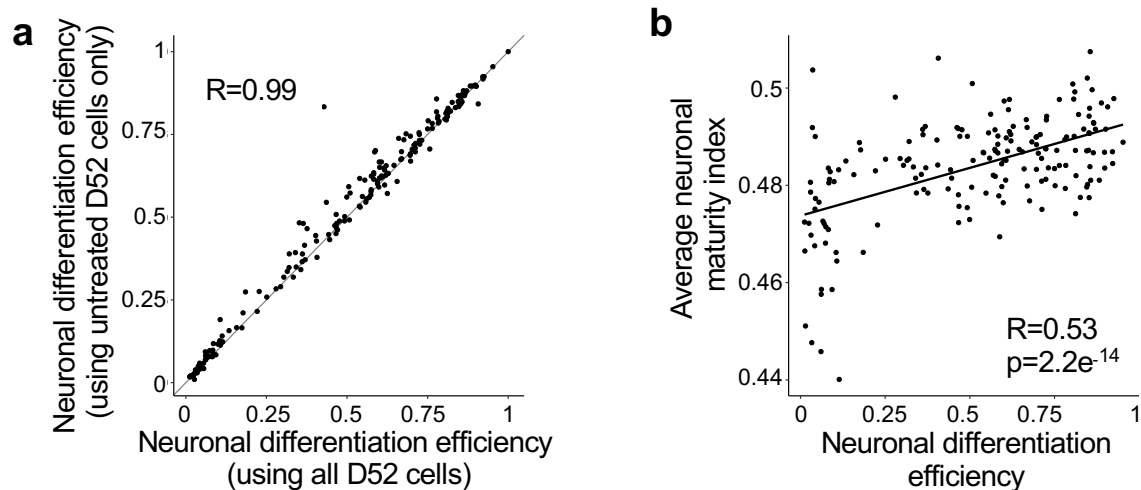 a
Neuronal differentiation efficiency
(using untreated D52 cells only)
1
0.75
0.5
0.25
0
R=0.99
0
0.25
0.5
0.75
1
Neuronal differentiation efficiency
(using all D52 cells)
b
Average neuronal
maturity index
0.5
0.48
0.46
0.44
R=0.53
p=2.2e-14
0
0.25
0.5
0.75
1
Neuronal differentiation
efficiency